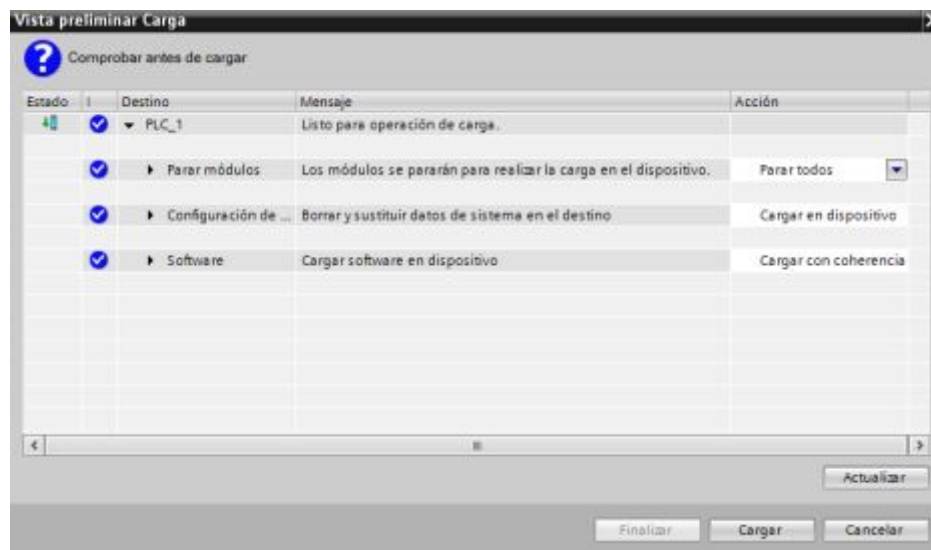 Vista preliminar Carga
Comprobar antes de cargar
Estado ! Destino Mensaje Acción
PLC_1 Listo para operación de carga.
Parar módulos Los módulos se pararán para realizar la carga en el dispositivo. Parar todos
Configuración de ... Borrar y sustituir datos de sistema en el destino Cargar en dispositivo
Software Cargar software en dispositivo Cargar con coherencia
Actualizar
Finalizar Cargar Cancelar